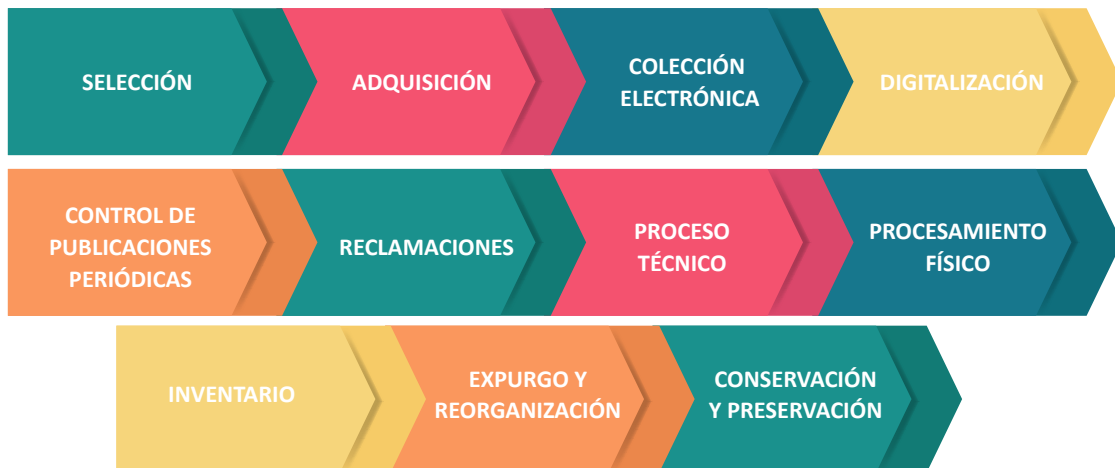 SELECCIÓN
ADQUISICIÓN
COLECCIÓN
ELECTRÓNICA
DIGITALIZACIÓN
CONTROL DE
PUBLICACIONES
PERIÓDICAS
RECLAMACIONES
PROCESO
TÉCNICO
PROCESAMIENTO
FÍSICO
INVENTARIO
EXPURGO Y
REORGANIZACIÓN
CONSERVACIÓN
Y PRESERVACIÓN